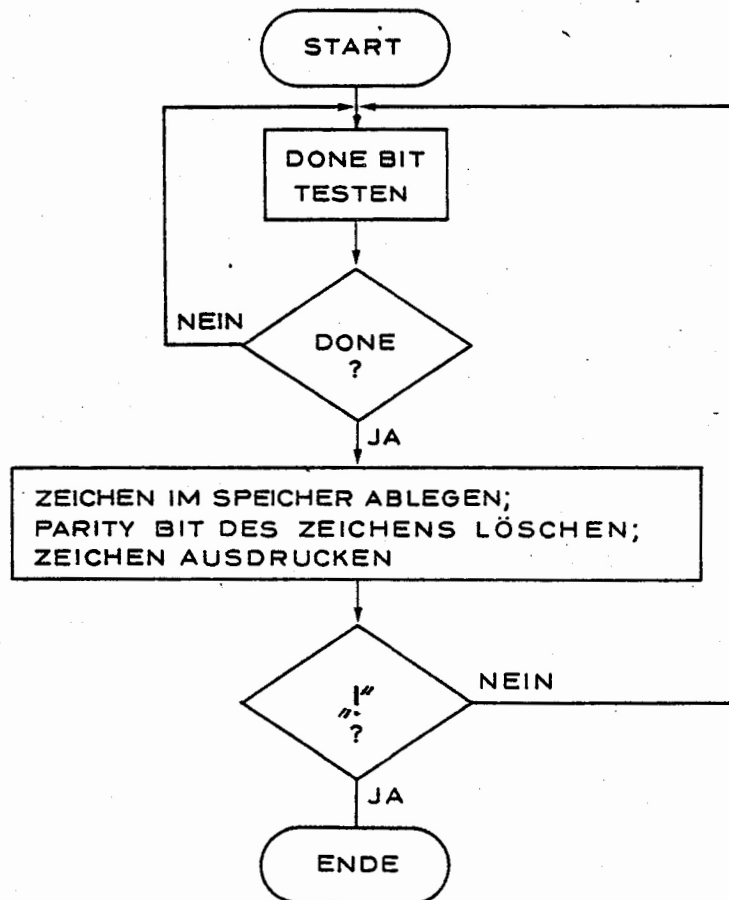 START
DONE BIT
TESTEN
NEIN
DONE
?
JA
ZEICHEN IM SPEICHER ABLEGEN;
PARITY BIT DES ZEICHENS LÖSCHEN;
ZEICHEN AUSDRUCKEN
NEIN
„!“
?
JA
ENDE